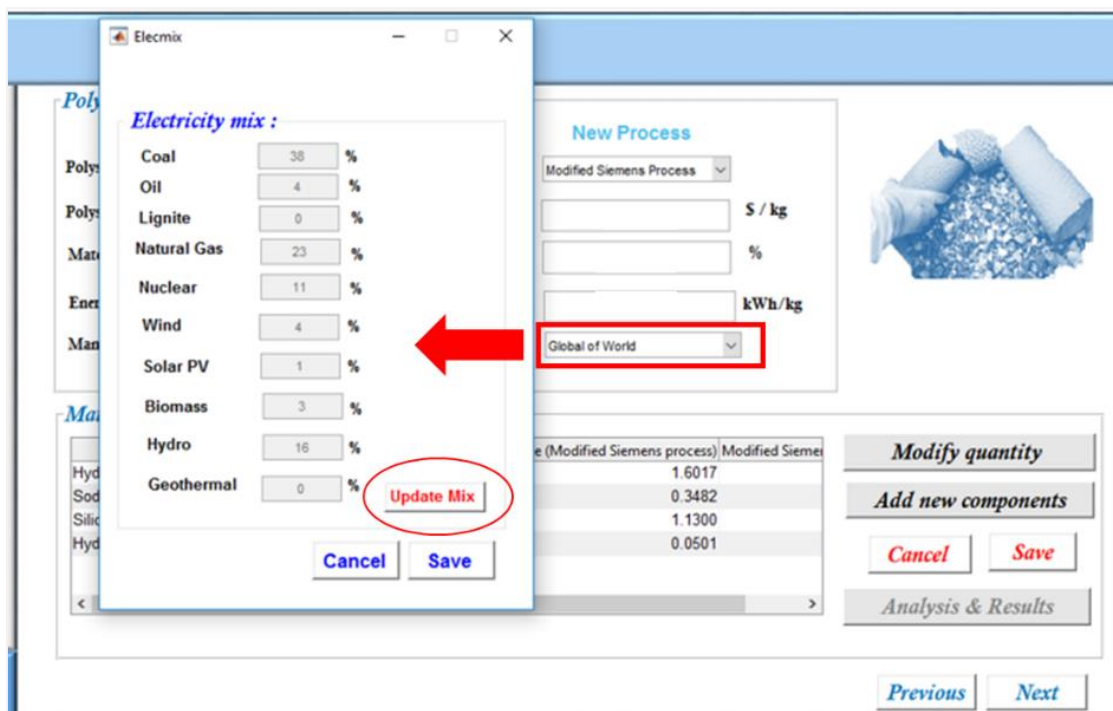 Elecmix
Electricity mix :
Coal 38 %
Oil 4 %
Lignite 0 %
Natural Gas 23 %
Nuclear 11 %
Wind 4 %
Solar PV 1 %
Biomass 3 %
Hydro 16 %
Geothermal 0 %
Update Mix
Cancel Save
New Process
Modified Siemens Process
$ / kg
%
kWh/kg
Global of World
(Modified Siemens process) Modified
1.6017
0.3482
1.1300
0.0501
Modify quantity
Add new components
Cancel Save
Analysis & Results
Previous Next